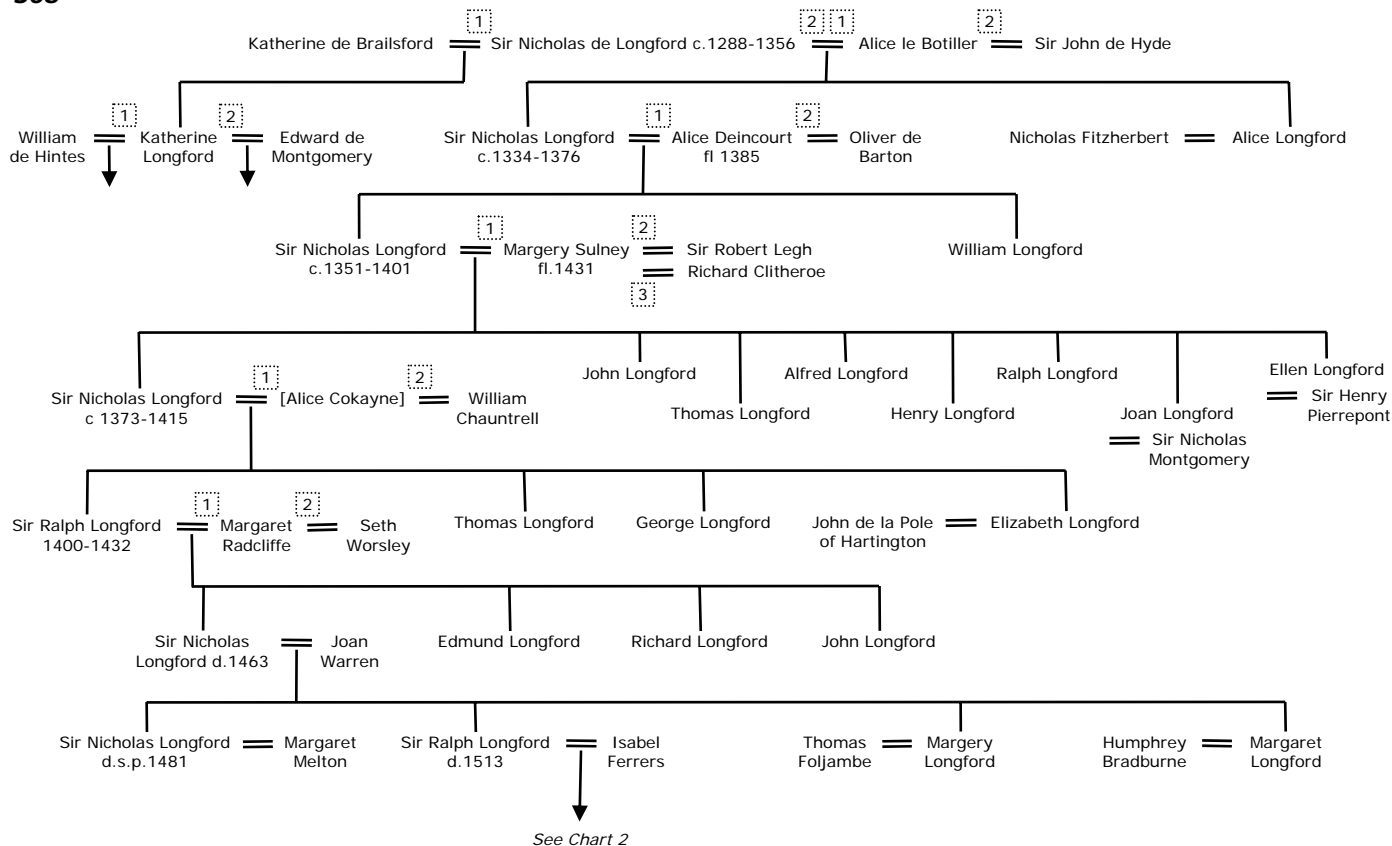 1
2
1
2
Katherine de Brailsford
Sir Nicholas de Longford c.1288-1356
Alice le Botiller
Sir John de Hyde
1
2
1
2
William
de Hintes
Katherine
Longford
Edward de
Montgomery
Sir Nicholas Longford
c.1334-1376
Alice Deincourt
fl 1385
Oliver de
Barton
Nicholas Fitzherbert
Alice Longford
1
2
Sir Nicholas Longford
c.1351-1401
Margery Sulney
fl.1431
Sir Robert Legh
Richard Clitheroe
3
William Longford
1
2
Sir Nicholas Longford
c 1373-1415
[Alice Cokayne]
William
Chauntrell
John Longford
Thomas Longford
Alfred Longford
Henry Longford
Ralph Longford
Joan Longford
Sir Nicholas
Montgomery
Ellen Longford
Sir Henry
Pierrepont
1
2
Sir Ralph Longford
1400-1432
Margaret
Radcliffe
Seth
Worsley
Thomas Longford
George Longford
John de la Pole
of Hartington
Elizabeth Longford
Sir Nicholas
Longford d.1463
Joan
Warren
Edmund Longford
Richard Longford
John Longford
Sir Nicholas Longford
d.s.p.1481
Margaret
Melton
Sir Ralph Longford
d.1513
Isabel
Ferrers
Thomas
Foljambe
Margery
Longford
Humphrey
Bradburne
Margaret
Longford
See Chart 2